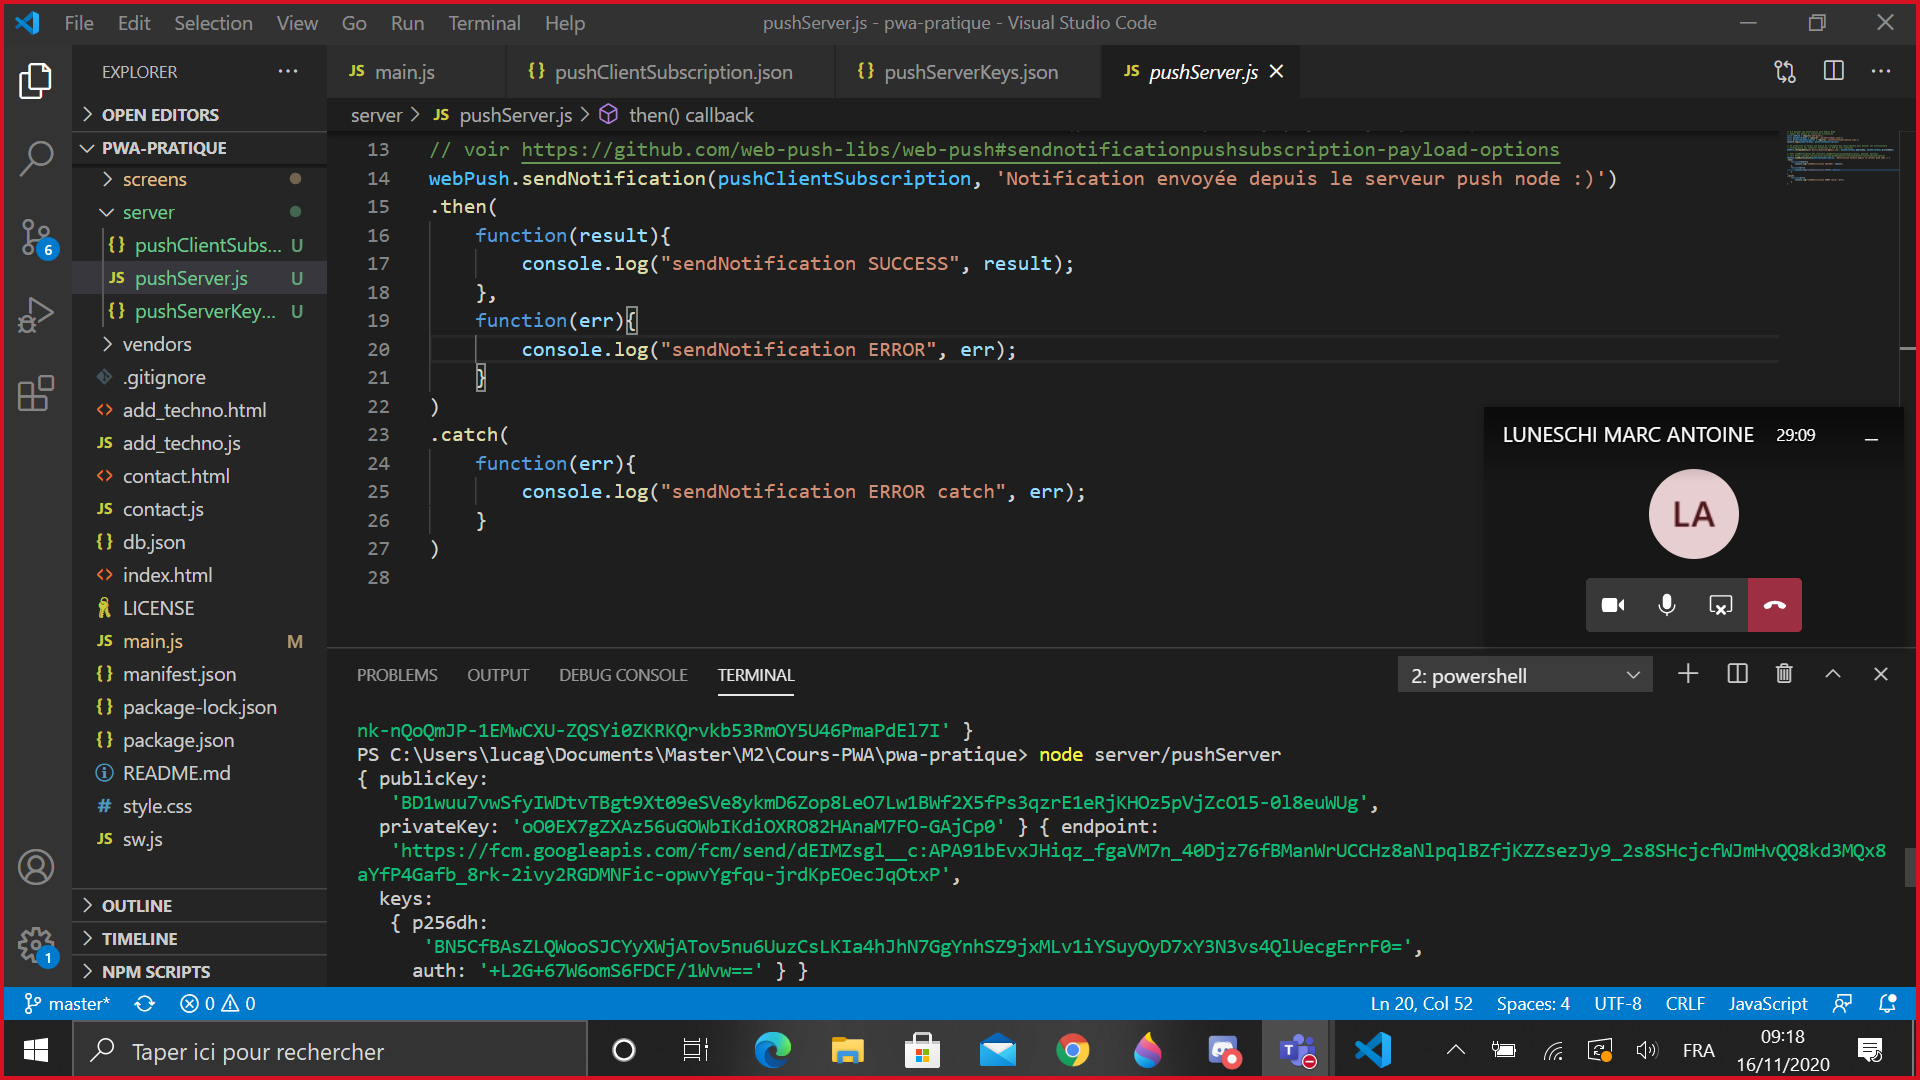 File Edit Selection View Go Run Terminal Help
pushServer.js - pwa-pratique - Visual Studio Code
EXPLORER
OPEN EDITORS
PWA-PRATIQUE
screens
server
pushClientSubs... U
pushServer.js U
pushServerKey... U
vendors
.gitignore
add_techno.html
add_techno.js
contact.html
contact.js
db.json
index.html
LICENSE
main.js M
manifest.json
package-lock.json
package.json
README.md
style.css
sw.js
OUTLINE
TIMELINE
NPM SCRIPTS
6
1
JS main.js {} pushClientSubscription.json {} pushServerKeys.json JS pushServer.js
server > JS pushServer.js > then() callback
13 // voir https://github.com/web-push-libs/web-push#sendnotificationpushsubscription-payload-options
14 webPush.sendNotification(pushClientSubscription, 'Notification envoyée depuis le serveur push node :)')
15 .then(
16 function(result){
17 console.log("sendNotification SUCCESS", result);
18 },
19 function(err){
20 console.log("sendNotification ERROR", err);
21 }
22 )
23 .catch(
24 function(err){
25 console.log("sendNotification ERROR catch", err);
26 }
27 )
28
LUNESCHI MARC ANTOINE 29:09
LA
PROBLEMS OUTPUT DEBUG CONSOLE TERMINAL
2: powershell
nk-nQoQmJP-1EMwCXU-ZQSYi0ZKRKQrvkb53RmOY5U46PmaPdEl7I' }
PS C:\Users\lucag\Documents\Master\M2\Cours-PWA\pwa-pratique> node server/pushServer
{ publicKey:
'BD1wuu7vwSfyIWDtvTBgt9Xt09eSVe8ykmD6Zop8LeO7Lw1BWf2X5fPs3qzrE1eRjKHOz5pVjZcO15-0l8euWUg',
privateKey: 'oO0EX7gZXAz56uGOWbIKdiOXRO82HAnaM7FO-GAjCp0' } { endpoint:
'https://fcm.googleapis.com/fcm/send/dEIMZsgl__c:APA91bEvxJHiqz_fgaVM7n_40Djz76fBManWrUCCHz8aNlpqlBZfjKZZsezJy9_2s8SHcjcfWJmHvQQ8kd3MQx8
aYfP4Gafb_8rk-2ivy2RGDMNFic-opwvYgfqu-jrdKpEOecJqOtxP',
keys:
{ p256dh:
'BN5CfBAsZLQWooSJCYyXWjATov5nu6UuzCsLKIa4hJhN7GgYnhSZ9jxMLv1iYSuyOyD7xY3N3vs4QlUecgErrF0=',
auth: '+L2G+67W6omS6FDCF/1Wvw==' } }
master* 0 0
Ln 20, Col 52 Spaces: 4 UTF-8 CRLF JavaScript
Taper ici pour rechercher
FRA
09:18
16/11/2020